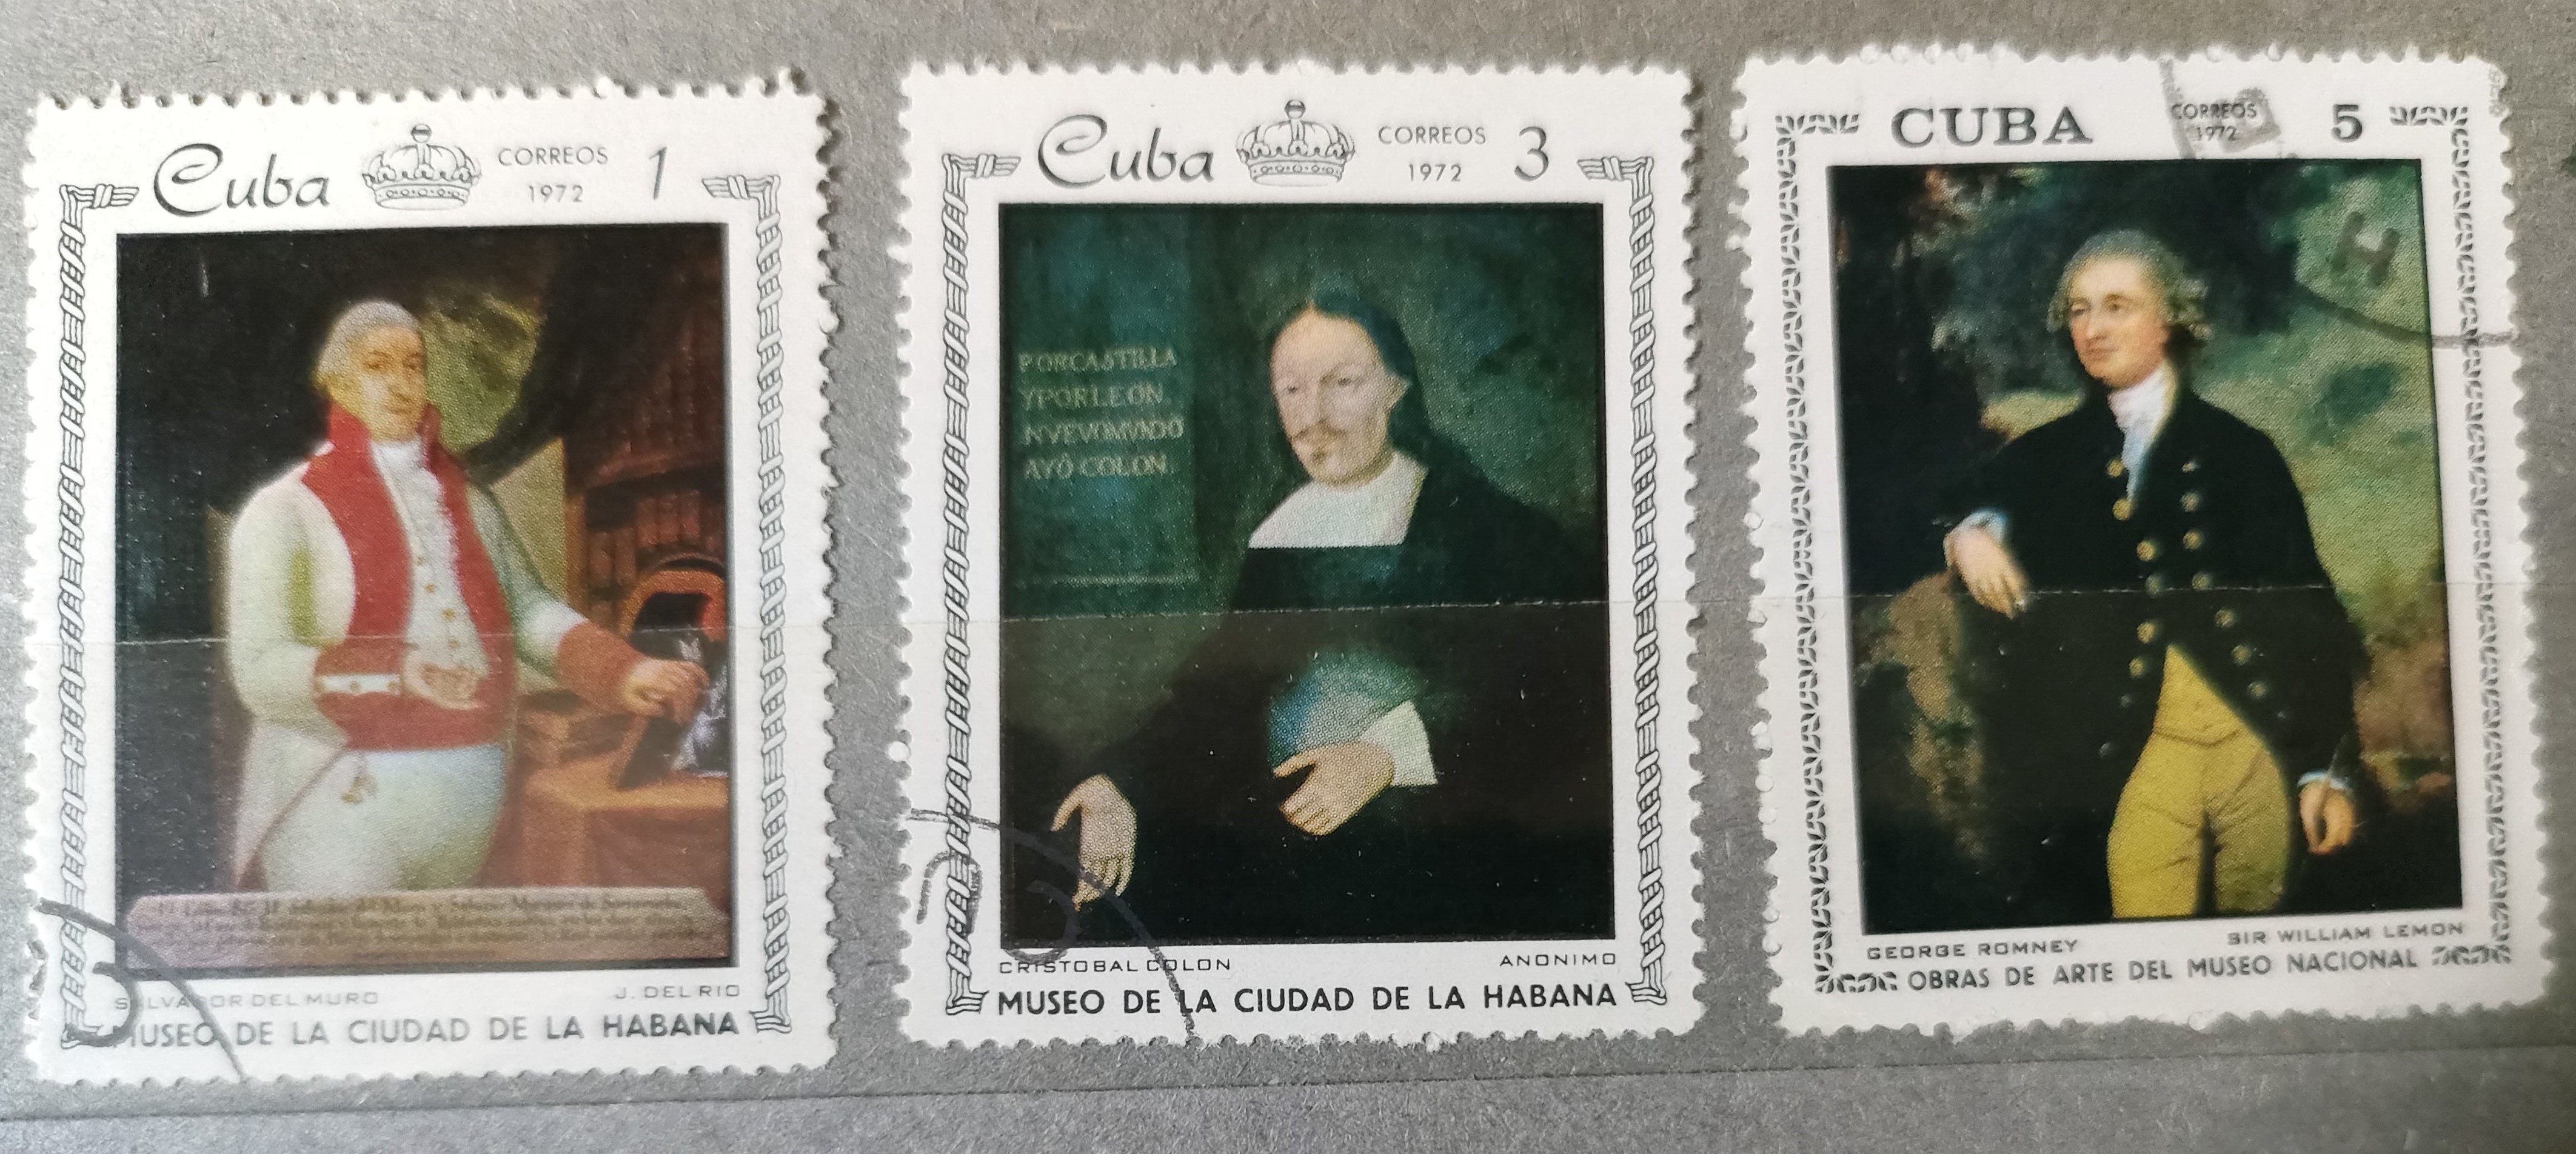 Cuba CORREOS 1972 1
SALVADOR DEL MURO J. DEL RIO
MUSEO DE LA CIUDAD DE LA HABANA
Cuba CORREOS 1972 3
PORCASTILLA
YPORLEON.
NVEVOMVNDO
AYÓ COLON.
CRISTOBAL COLON ANONIMO
MUSEO DE LA CIUDAD DE LA HABANA
CUBA CORREOS 1972 5
H
GEORGE ROMNEY SIR WILLIAM LEMON
OBRAS DE ARTE DEL MUSEO NACIONAL